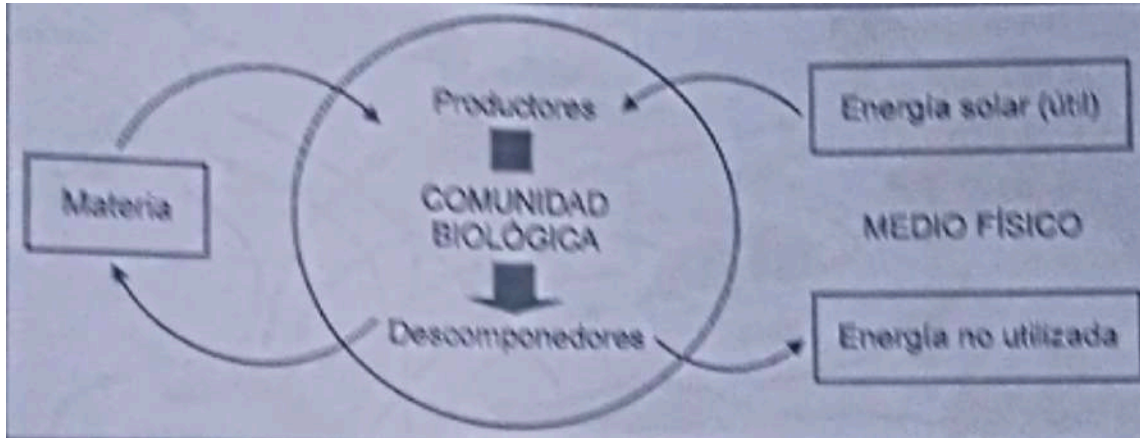 Productores
Energía solar (útil)
Materia
COMUNIDAD
BIOLÓGICA
MEDIO FÍSICO
Descomponedores
Energía no utilizada